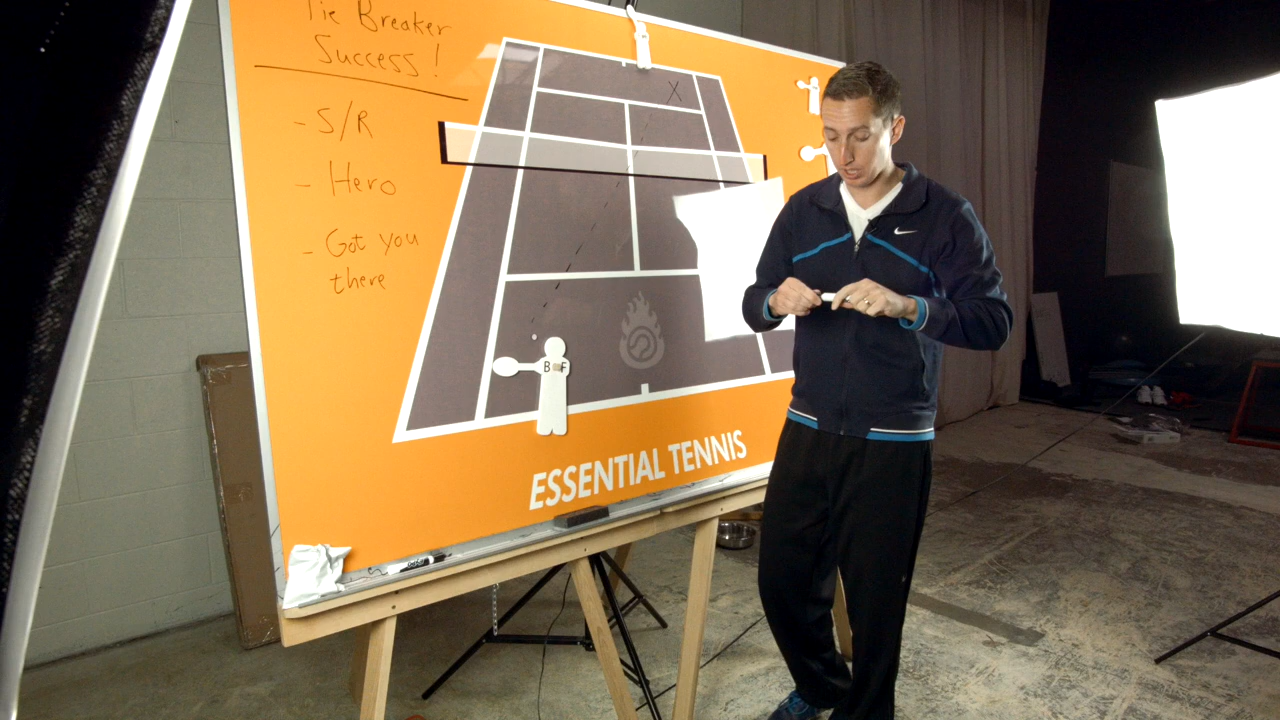 Tie Breaker
Success!
- S/R
- Hero
- Got you
there
X
B F
ESSENTIAL TENNIS